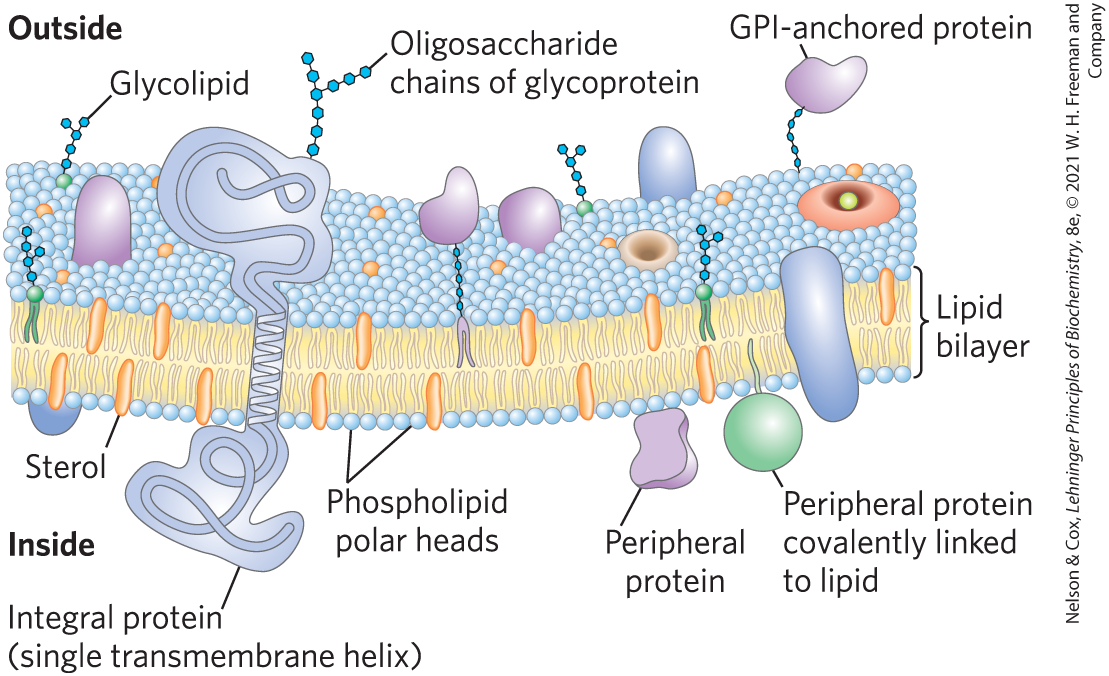 Outside
Glycolipid
Oligosaccharide
chains of glycoprotein
GPI-anchored protein
Lipid
bilayer
Sterol
Phospholipid
polar heads
Inside
Integral protein
(single transmembrane helix)
Peripheral
protein
Peripheral protein
covalently linked
to lipid
Nelson & Cox, Lehninger Principles of Biochemistry, 8e, © 2021 W. H. Freeman and
Company